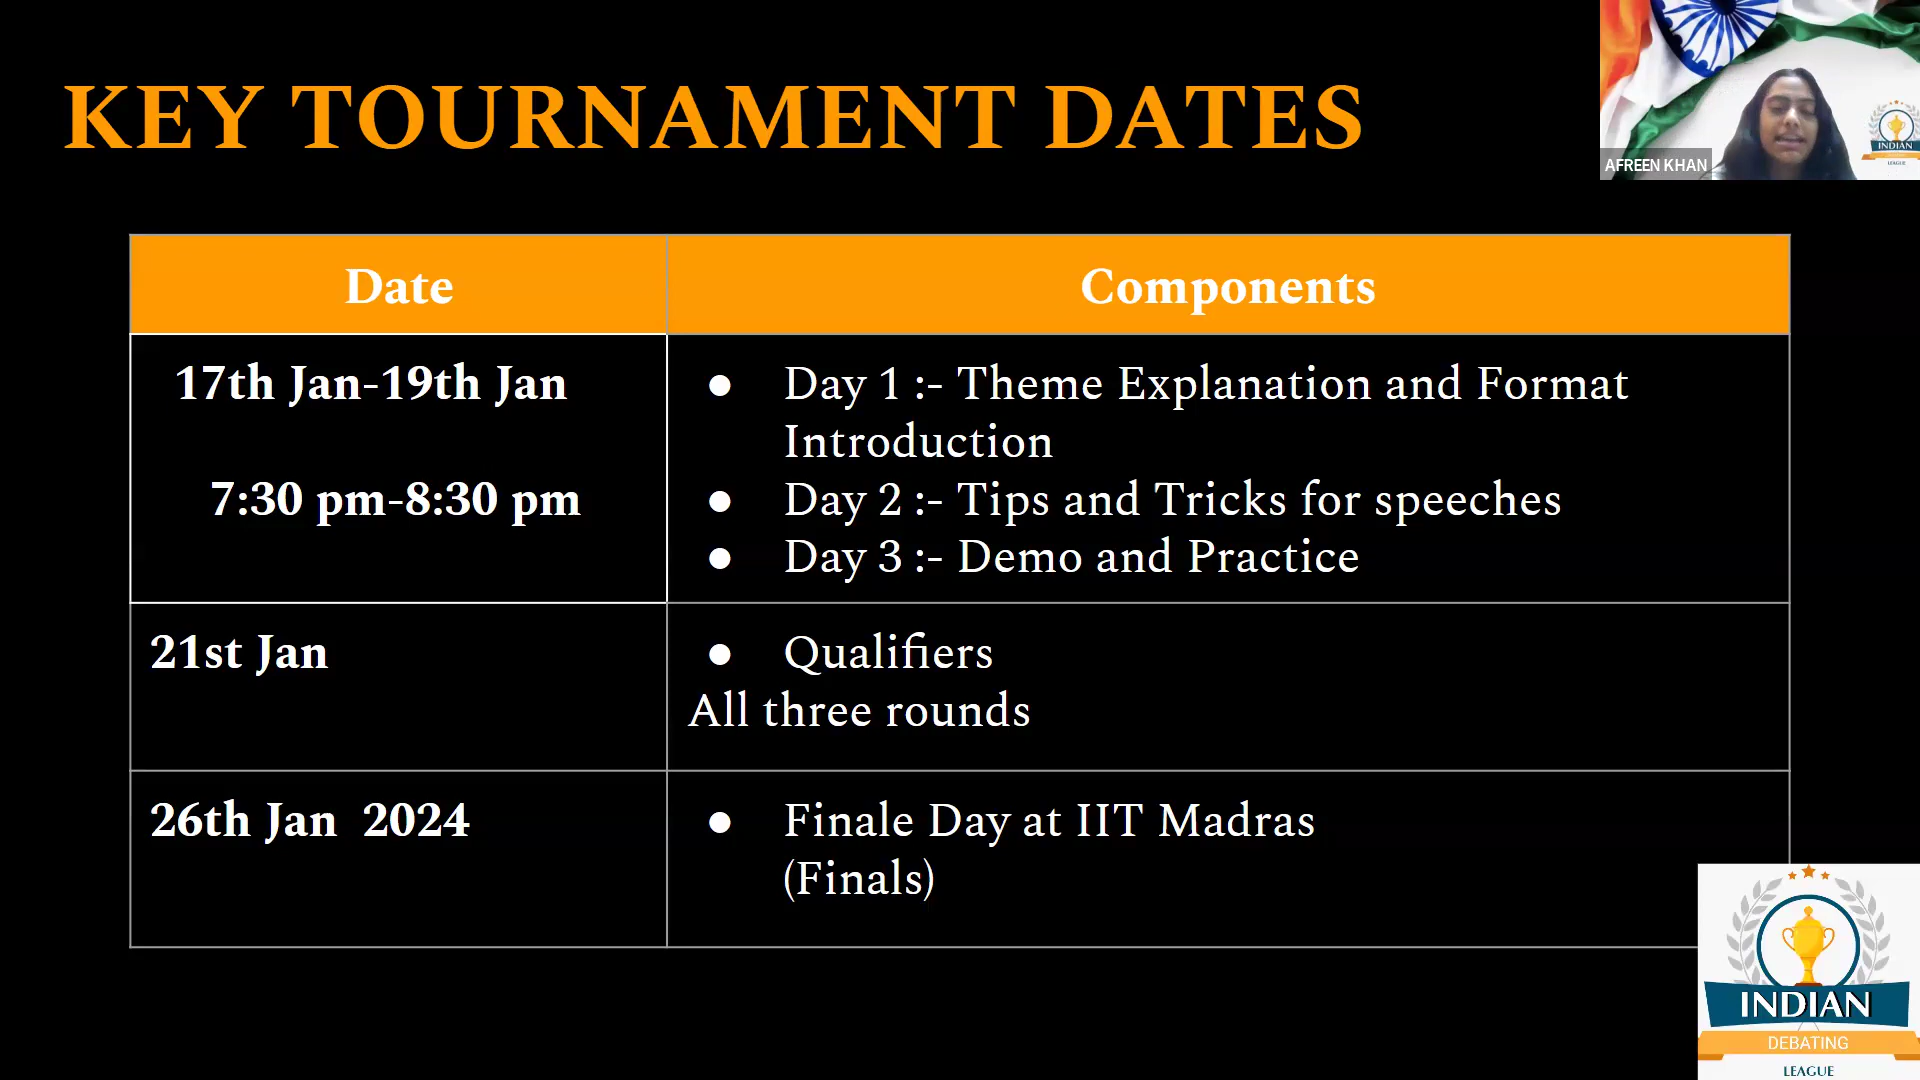 KEY TOURNAMENT DATES
AFREEN KHAN
INDIAN
LEAGUE
Date
Components
17th Jan-19th Jan
7:30 pm-8:30 pm
● Day 1 :- Theme Explanation and Format
Introduction
● Day 2 :- Tips and Tricks for speeches
● Day 3 :- Demo and Practice
21st Jan
● Qualifiers
All three rounds
26th Jan 2024
● Finale Day at IIT Madras
(Finals)
INDIAN
DEBATING
LEAGUE